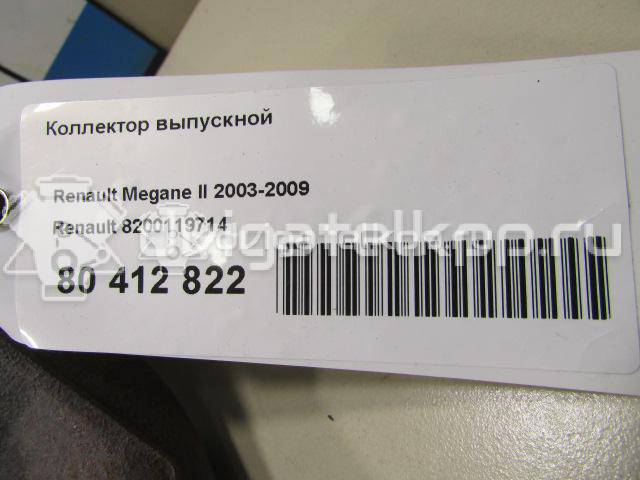 Коллектор выпускной
Renault Megane II 2003-2009
Renault 8200119714
80 412 822